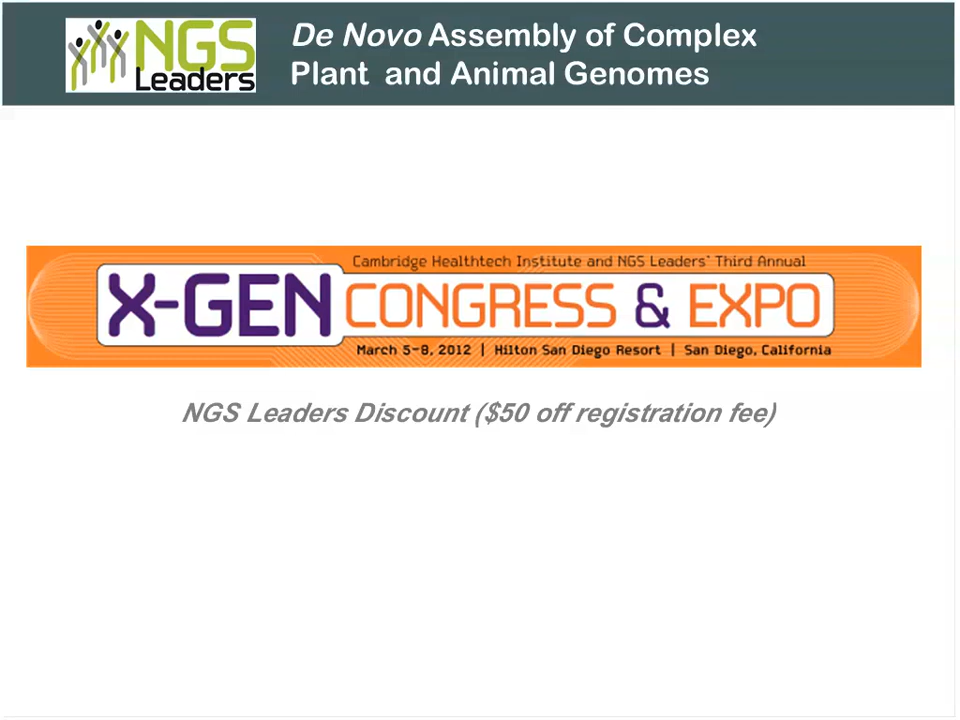 NGS
Leaders
De Novo Assembly of Complex
Plant and Animal Genomes
Cambridge Healthtech Institute and NGS Leaders' Third Annual
X-GEN CONGRESS & EXPO
March 5-8, 2012 | Hilton San Diego Resort | San Diego, California
NGS Leaders Discount ($50 off registration fee)